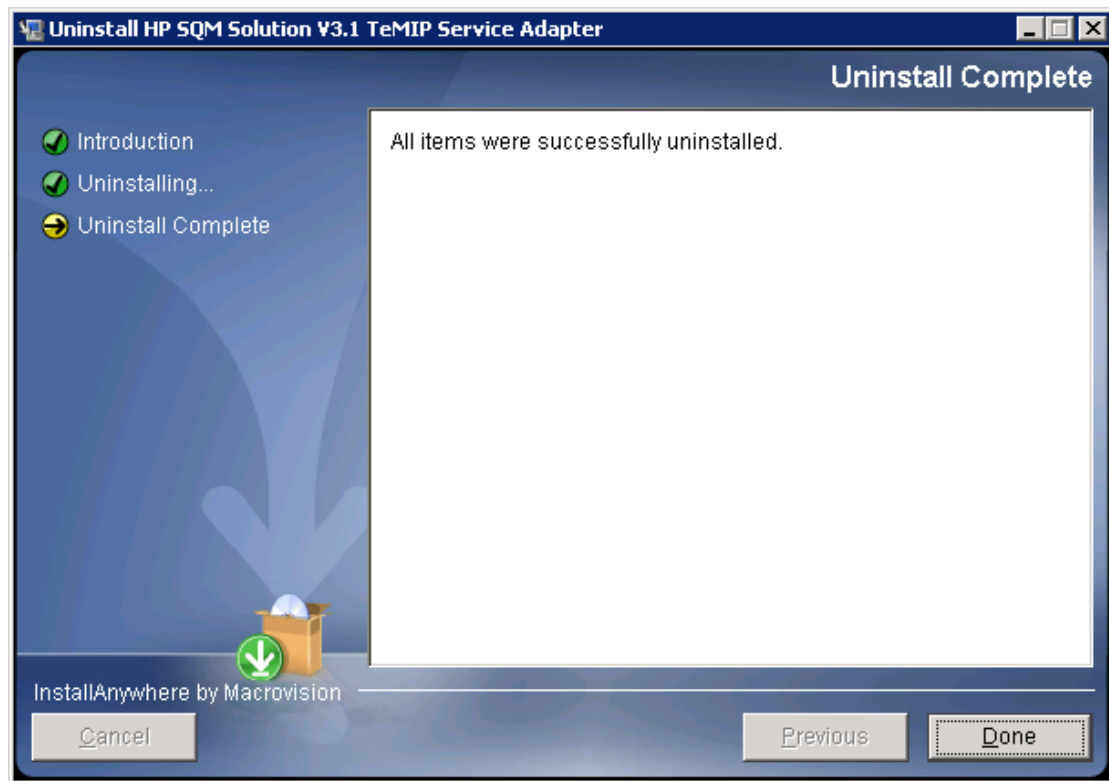 Uninstall HP SQM Solution V3.1 TeMIP Service Adapter
Uninstall Complete
Introduction
Uninstalling...
Uninstall Complete
All items were successfully uninstalled.
InstallAnywhere by Macrovision
Cancel
Previous
Done